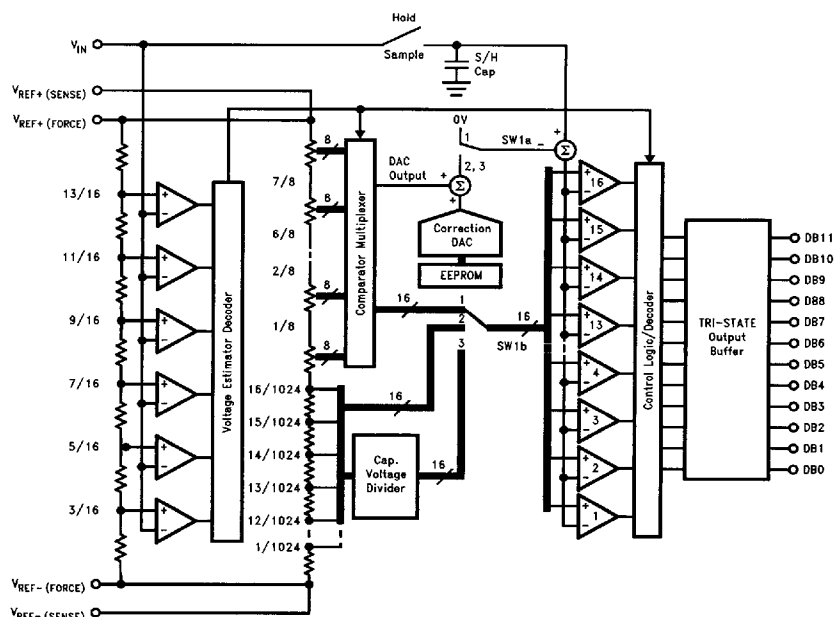 Hold
V_IN
Sample
S/H
Cap
V_REF+ (SENSE)
V_REF+ (FORCE)
0V
1
SW1a
-
+
Σ
8
DAC
Output
2, 3
+
Σ
+
7/8
8
6/8
Correction
DAC
EEPROM
2/8
8
1/8
8
Comparator Multiplexer
13/16
+
-
11/16
+
-
9/16
+
-
7/16
+
-
5/16
+
-
3/16
+
-
Voltage Estimator Decoder
16
1
2
3
SW1b
16
16/1024
15/1024
14/1024
13/1024
12/1024
1/1024
16
Cap.
Voltage
Divider
16
+
16
-
+
15
-
+
14
-
+
13
-
+
4
-
+
3
-
+
2
-
+
1
-
Control Logic/Decoder
TRI-STATE
Output
Buffer
DB11
DB10
DB9
DB8
DB7
DB6
DB5
DB4
DB3
DB2
DB1
DB0
V_REF- (FORCE)
V_REF- (SENSE)